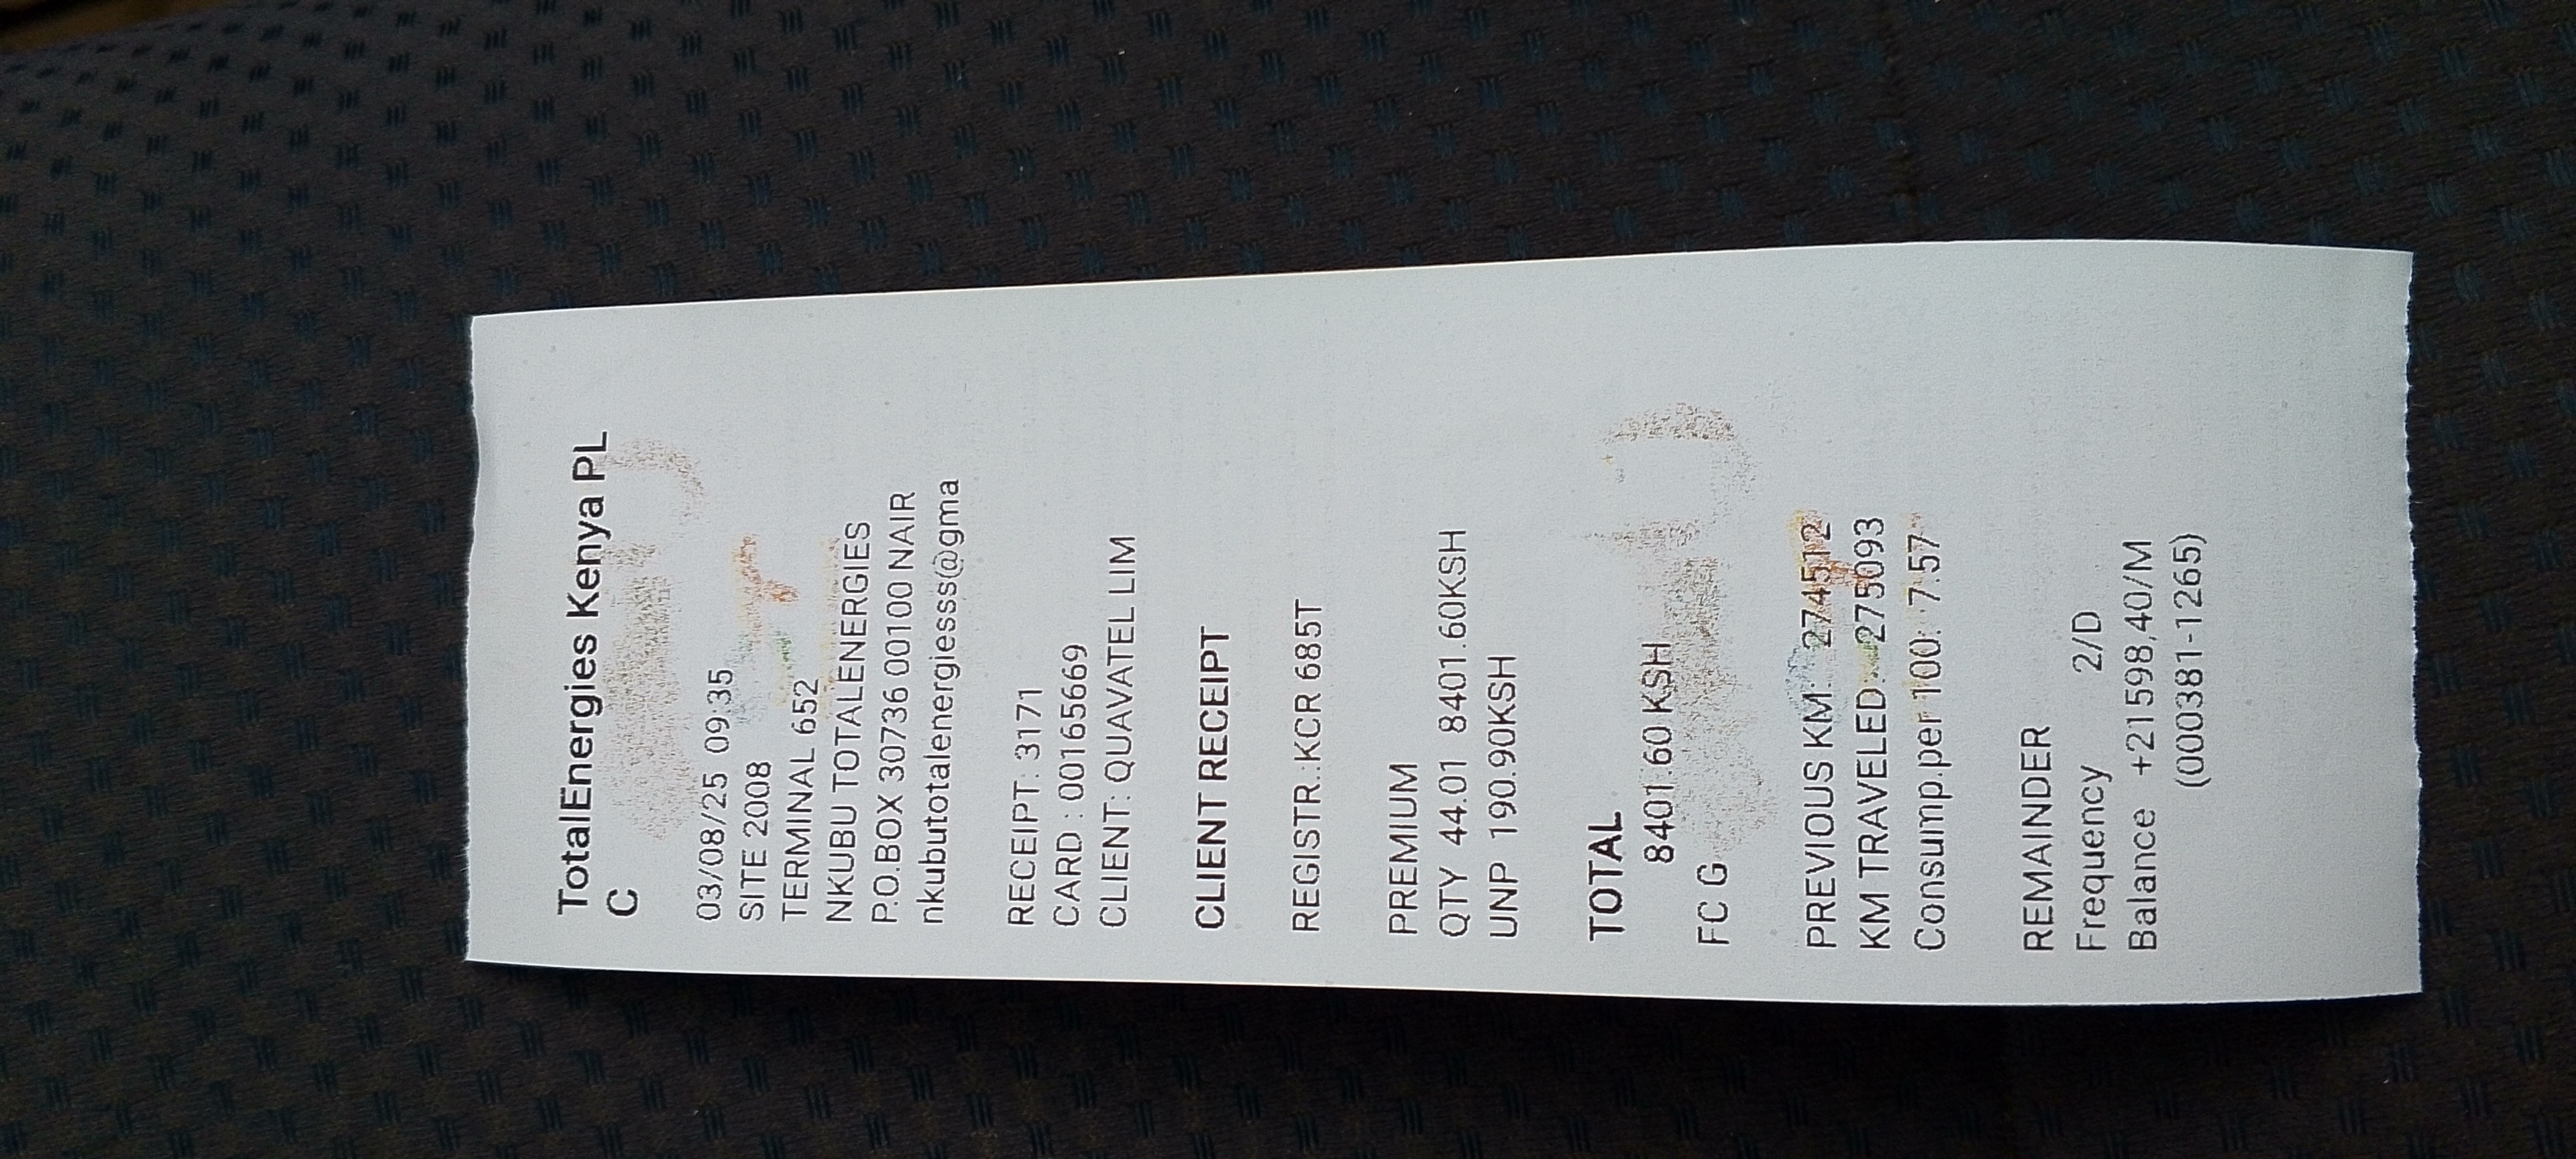 TotalEnergies Kenya PL
C
03/08/25 09:35
SITE 2008
TERMINAL 652
NKUBU TOTALENERGIES
P.O.BOX 30736 00100 NAIR
nkubutotalenergiesss@gma
RECEIPT: 3171
CARD : 00165669
CLIENT: QUAVATEL LIM
CLIENT RECEIPT
REGISTR.:KCR 685T
PREMIUM
QTY 44.01 8401.60KSH
UNP 190.90KSH
TOTAL
8401.60 KSH
FC G
PREVIOUS KM: 274512
KM TRAVELED: 275093
Consump.per 100: 7.57
REMAINDER
Frequency 2/D
Balance +21598,40/M
(000381-1265)